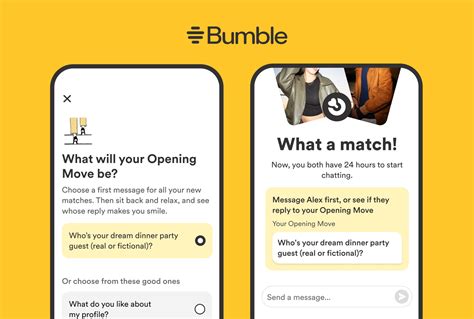 Bumble
What will your Opening
Move be?
Choose a first message for all your new
matches. Then sit back and relax, and see
whose reply makes you smile.
Who's your dream dinner party
guest (real or fictional)?
Or choose from these good ones
What do you like about
my profile?
What a match!
Now, you both have 24 hours to start
chatting.
Message Alex first, or see if they
reply to your Opening Move
Your Opening Move
Who's your dream dinner party
guest (real or fictional)?
Send a message...